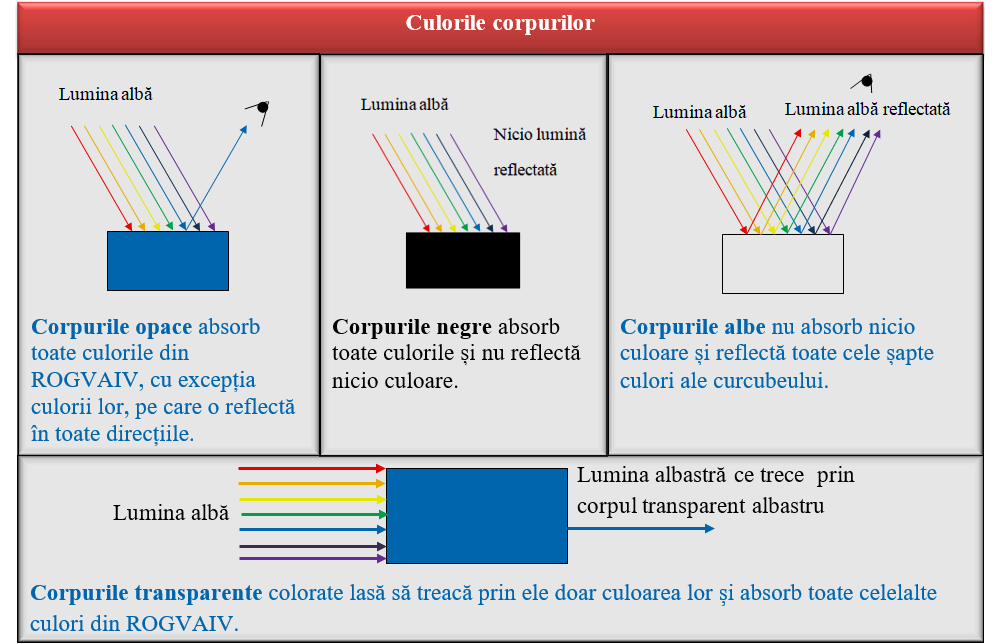 Culorile corpurilor
Lumina albă
Corpurile opace absorb
toate culorile din
ROGVAIV, cu excepția
culorii lor, pe care o reflectă
în toate direcțiile.
Lumina albă
Nicio lumină
reflectată
Corpurile negre absorb
toate culorile și nu reflectă
nicio culoare.
Lumina albă
Lumina albă reflectată
Corpurile albe nu absorb nicio
culoare și reflectă toate cele șapte
culori ale curcubeului.
Lumina albă
Lumina albastră ce trece prin
corpul transparent albastru
Corpurile transparente colorate lasă să treacă prin ele doar culoarea lor și absorb toate celelalte
culori din ROGVAIV.